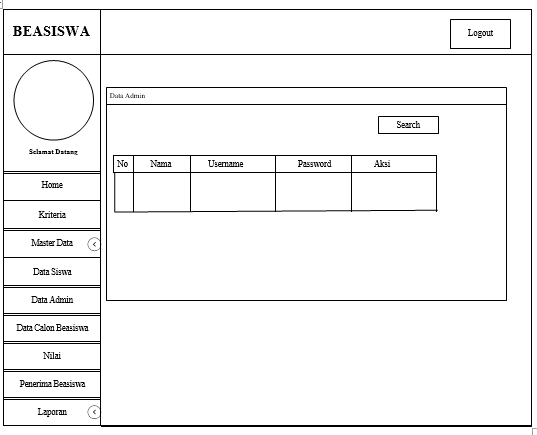 BEASISWA
Logout
Selamat Datang
Home
Kriteria
Master Data
Data Siswa
Data Admin
Data Calon Beasiswa
Nilai
Penerima Beasiswa
Laporan
Data Admin
Search
No Nama Username Password Aksi